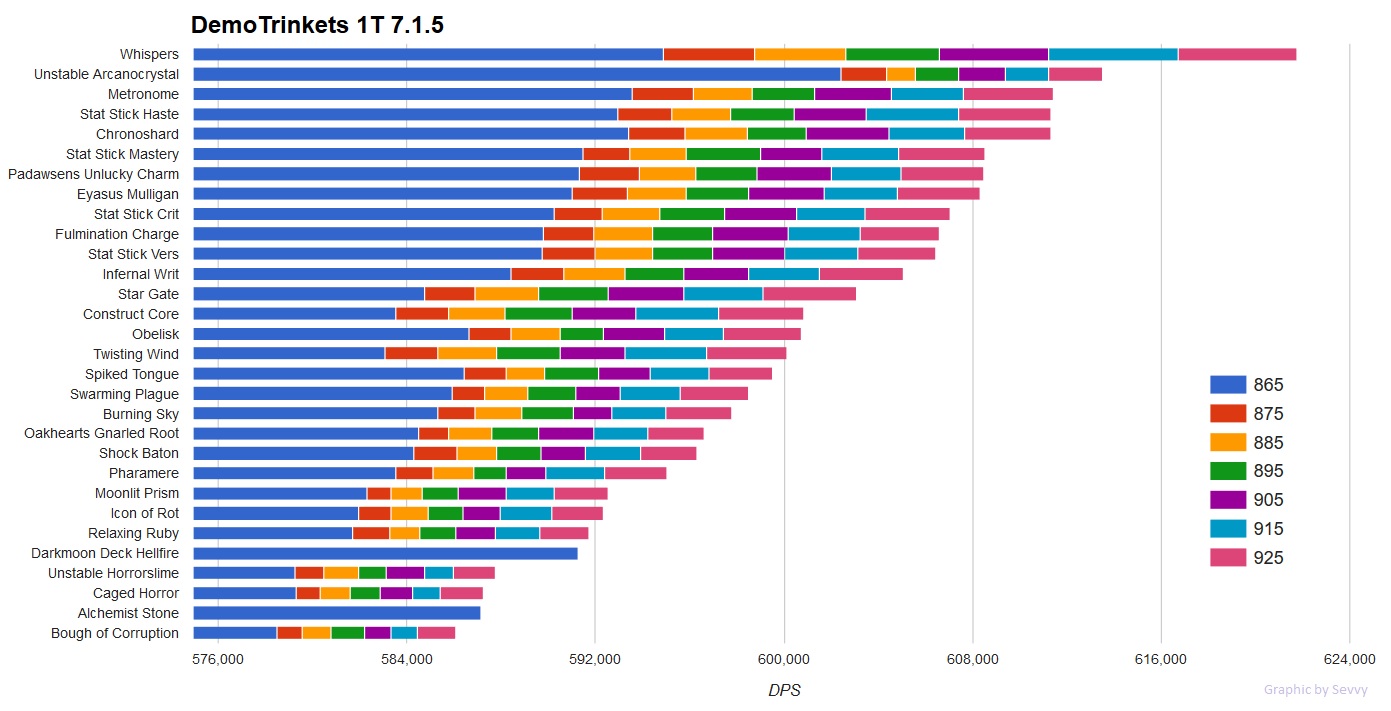 DemoTrinkets 1T 7.1.5
Whispers
Unstable Arcanocrystal
Metronome
Stat Stick Haste
Chronoshard
Stat Stick Mastery
Padawsens Unlucky Charm
Eyasus Mulligan
Stat Stick Crit
Fulmination Charge
Stat Stick Vers
Infernal Writ
Star Gate
Construct Core
Obelisk
Twisting Wind
Spiked Tongue
Swarming Plague
Burning Sky
Oakhearts Gnarled Root
Shock Baton
Pharamere
Moonlit Prism
Icon of Rot
Relaxing Ruby
Darkmoon Deck Hellfire
Unstable Horrorslime
Caged Horror
Alchemist Stone
Bough of Corruption
865
875
885
895
905
915
925
576,000 584,000 592,000 600,000 608,000 616,000 624,000
DPS
Graphic by Sevvy